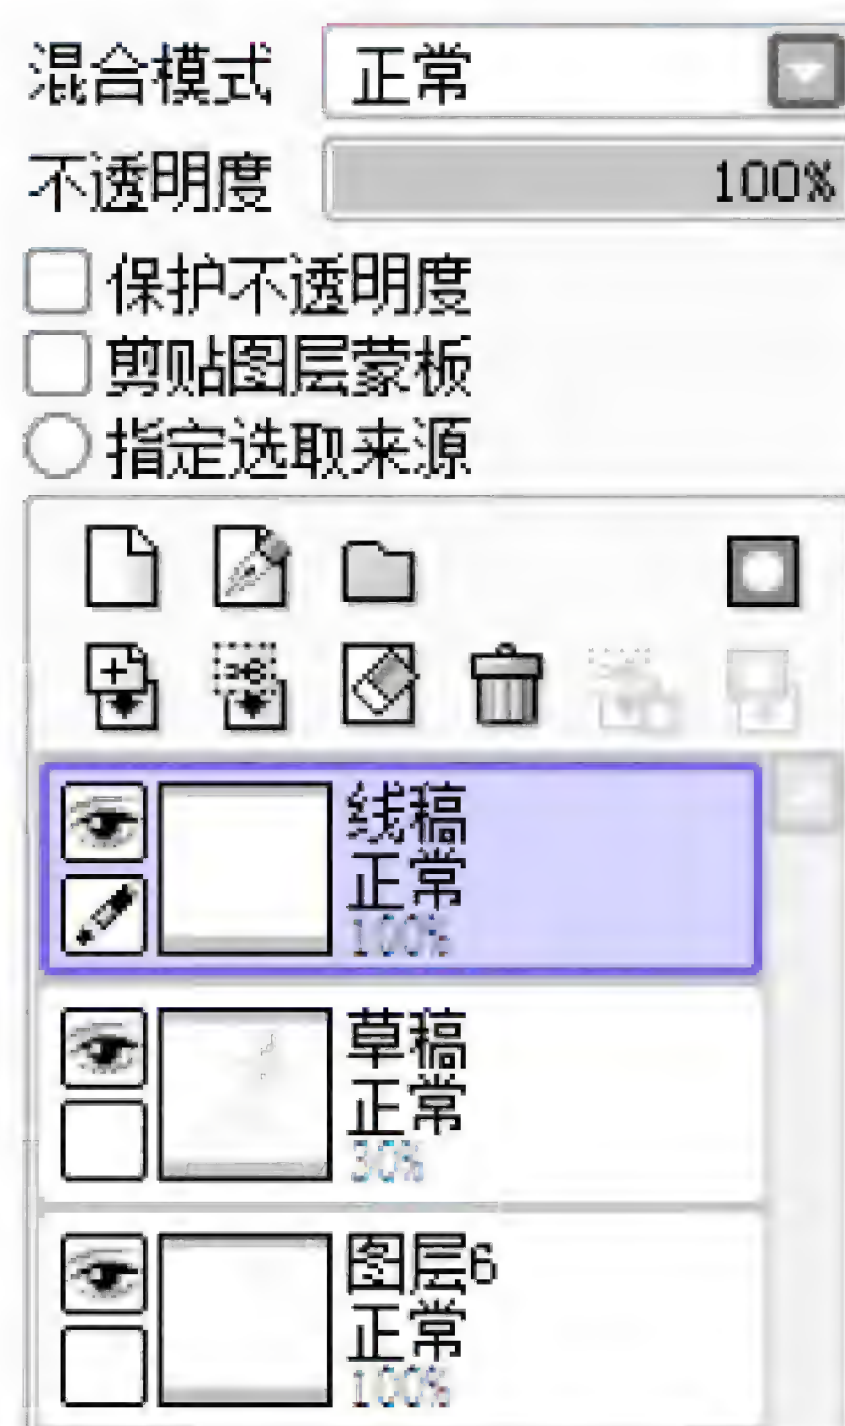 混合模式 正常
不透明度 100%
保护不透明度
剪贴图层蒙板
指定选取来源
线稿
正常
100%
草稿
正常
30%
图层6
正常
100%